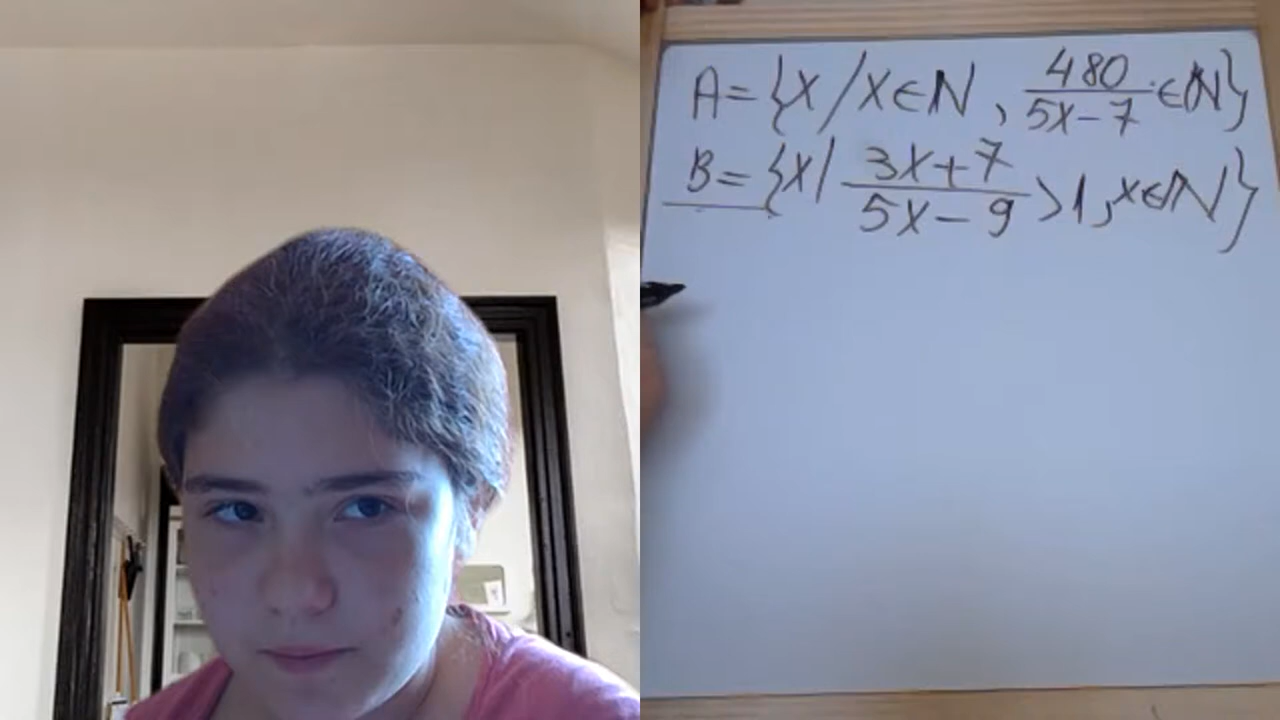 A = {X / X ∈ N, 480/(5X - 7) ∈ N}
B = {X | (3X + 7)/(5X - 9) > 1, X ∈ N}